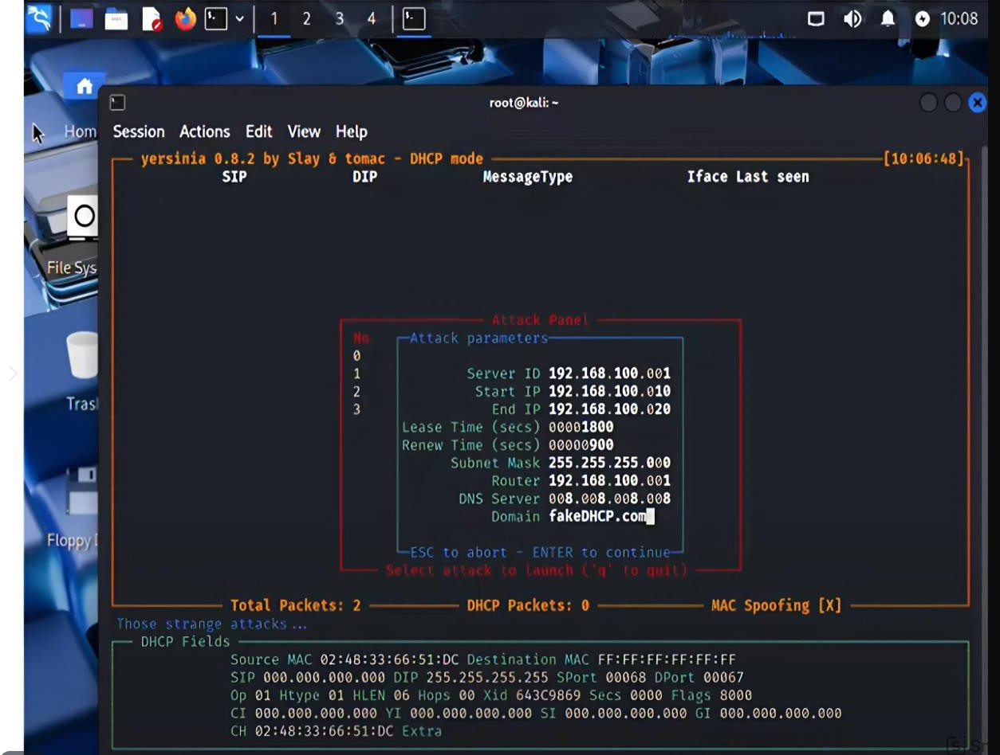 1 2 3 4 10:08
root@kali: ~
Hom
Session Actions Edit View Help
yersinia 0.8.2 by Slay & tomac - DHCP mode [10:06:48]
SIP DIP MessageType Iface Last seen
File Sys
Attack Panel
No Attack parameters
0
1 Server ID 192.168.100.001
2 Start IP 192.168.100.010
3 End IP 192.168.100.020
Tras
Lease Time (secs) 00001800
Renew Time (secs) 00000900
Subnet Mask 255.255.255.000
Router 192.168.100.001
DNS Server 008.008.008.008
Domain fakeDHCP.com
Floppy
ESC to abort - ENTER to continue
Select attack to launch ('q' to quit)
Total Packets: 2 DHCP Packets: 0 MAC Spoofing [X]
Those strange attacks...
DHCP Fields
Source MAC 02:48:33:66:51:DC Destination MAC FF:FF:FF:FF:FF:FF
SIP 000.000.000.000 DIP 255.255.255.255 SPort 00068 DPort 00067
Op 01 Htype 01 HLEN 06 Hops 00 Xid 643C9869 Secs 0000 Flags 8000
CI 000.000.000.000 YI 000.000.000.000 SI 000.000.000.000 GI 000.000.000.000
CH 02:48:33:66:51:DC Extra